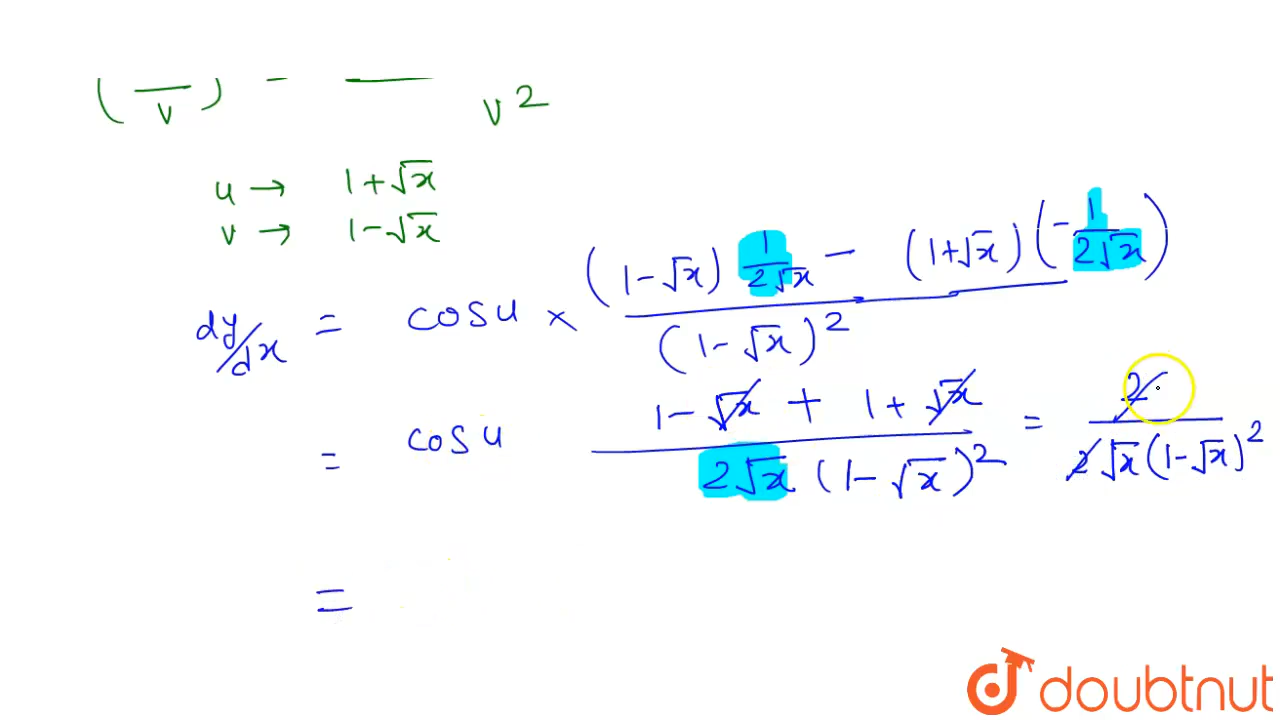 (—/v) = —/v²
u → 1+√x
v → 1-√x
dy/dx = cos u × ((1-√x) 1/2√x - (1+√x)(-1/2√x))/(1-√x)²
= cos u (1-√x + 1+√x)/(2√x (1-√x)²) = 2/(2√x(1-√x)²)
=
doubtnut